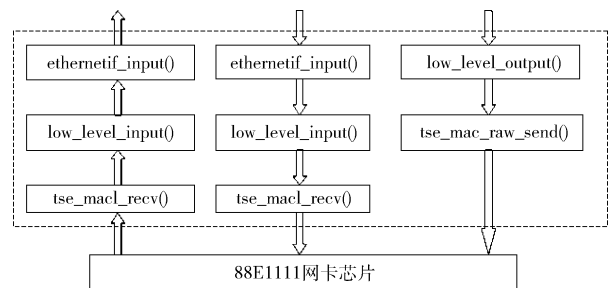 ethernetif_input() ethernetif_input() low_level_output()
low_level_input() low_level_input() tse_mac_raw_send()
tse_macl_recv() tse_macl_recv()
88E1111网卡芯片